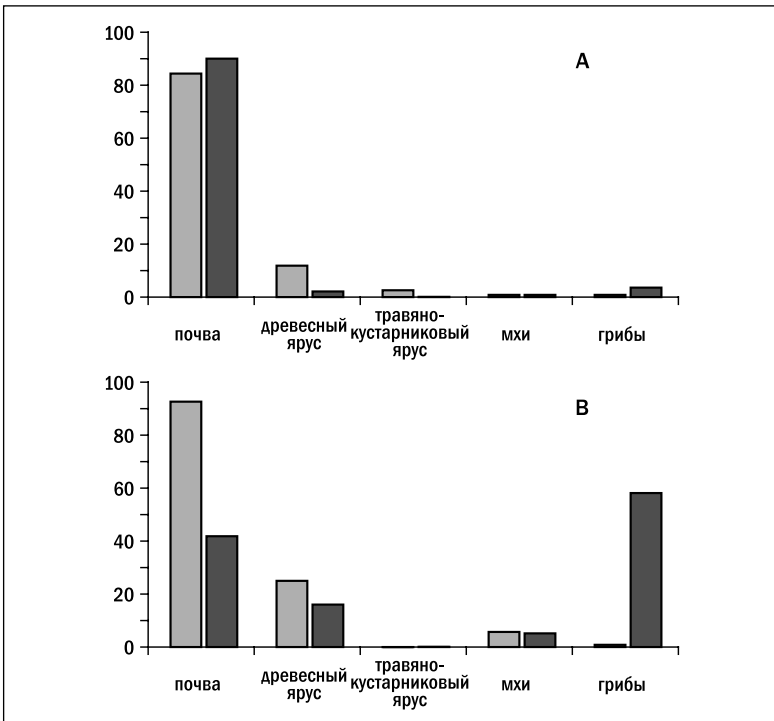 100
A
80
60
40
20
0
почва
древесный
ярус
травяно-
кустарниковый
ярус
мхи
грибы
100
B
80
60
40
20
0
почва
древесный
ярус
травяно-
кустарниковый
ярус
мхи
грибы